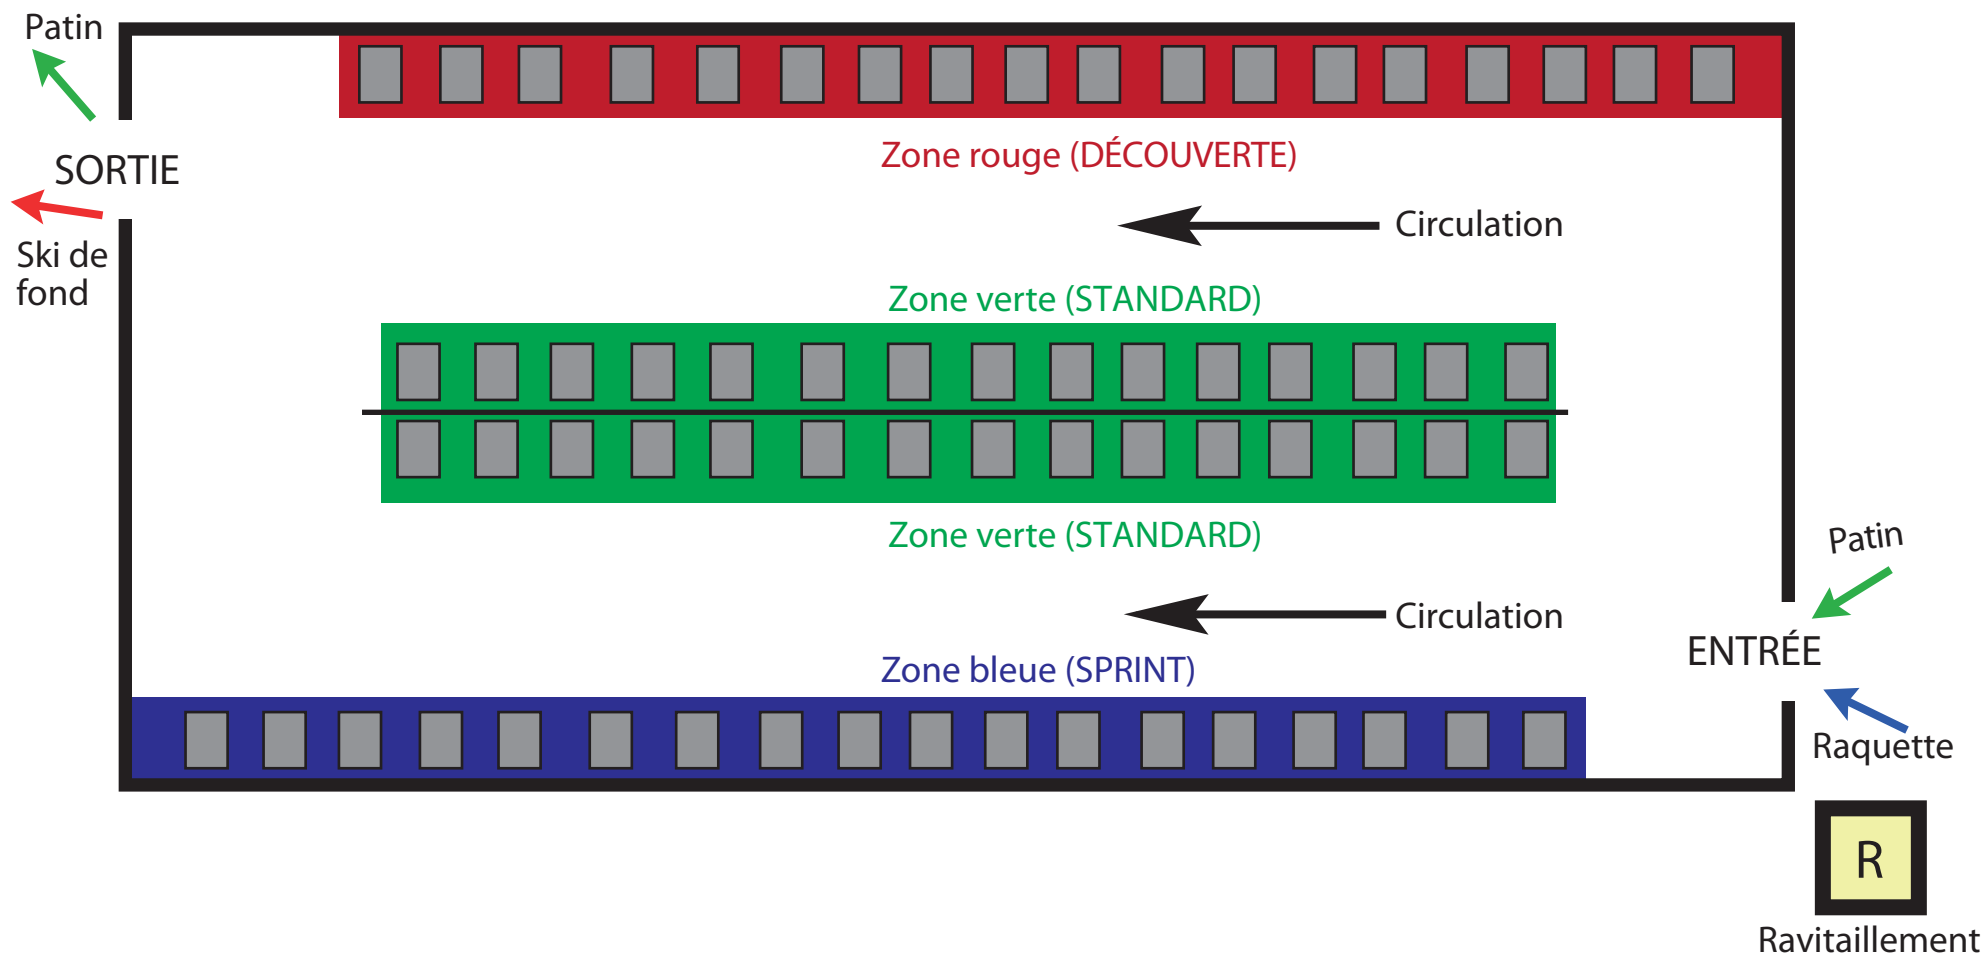 Patin
SORTIE
Ski de
fond
Zone rouge (DÉCOUVERTE)
Circulation
Zone verte (STANDARD)
Zone verte (STANDARD)
Patin
Circulation
ENTRÉE
Zone bleue (SPRINT)
Raquette
R
Ravitaillement